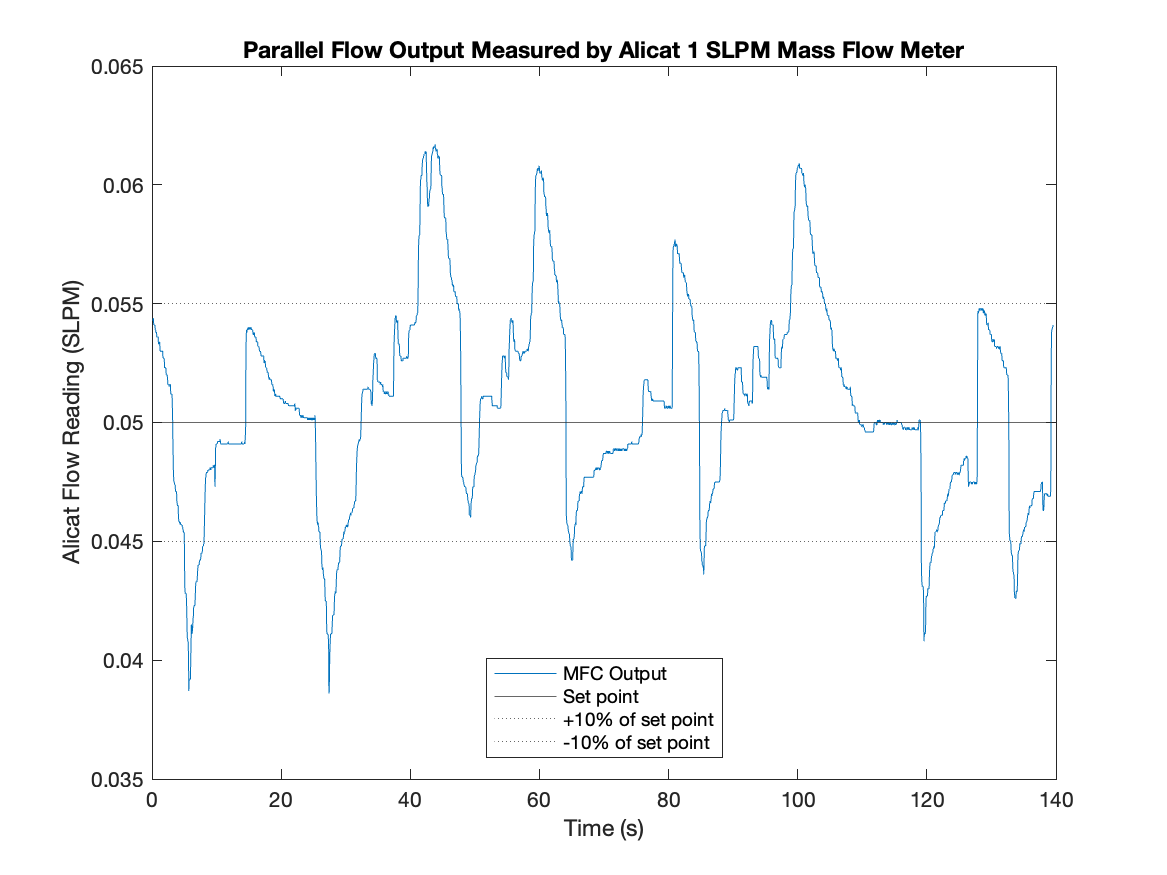 Parallel Flow Output Measured by Alicat 1 SLPM Mass Flow Meter
0.065
0.06
0.055
0.05
0.045
0.04
0.035
Alicat Flow Reading (SLPM)
MFC Output
Set point
+10% of set point
-10% of set point
0 20 40 60 80 100 120 140
Time (s)